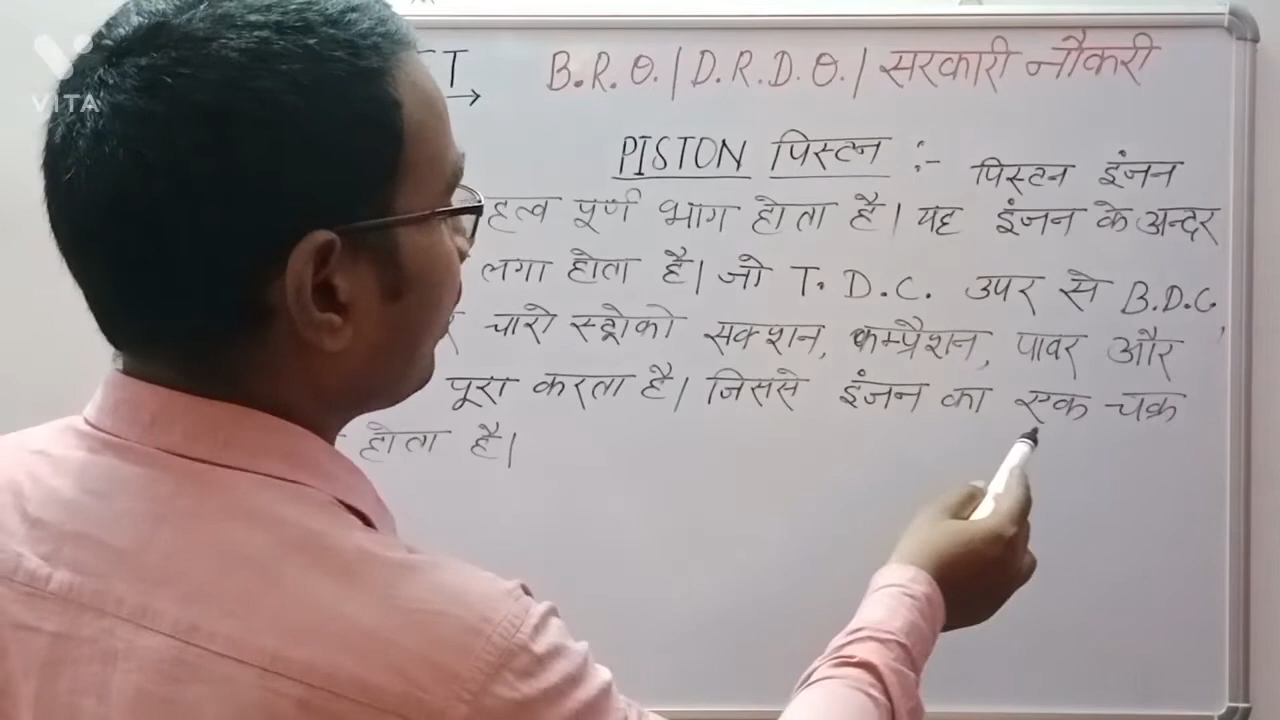 VITA
T B.R.O. / D.R.D.O. / सरकारी नौकरी
→
PISTON पिस्टन :- पिस्टन इंजन
हत्व पूर्ण भाग होता है। यह इंजन के अन्दर
लगा होता है। जो T.D.C. उपर से B.D.C.
चारो स्ट्रोको सक्शन, कम्प्रैशन, पावर और
पूरा करता है। जिससे इंजन का एक चक्र
होता है।